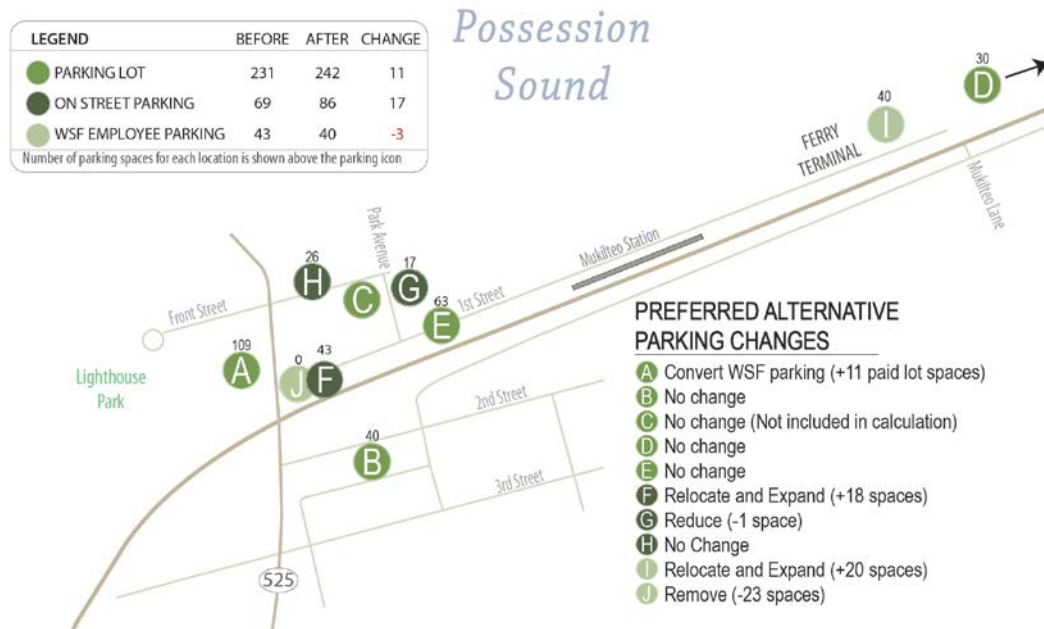 Possession
Sound
LEGEND BEFORE AFTER CHANGE
PARKING LOT 231 242 11
ON STREET PARKING 69 86 17
WSF EMPLOYEE PARKING 43 40 -3
Number of parking spaces for each location is shown above the parking icon
30
D
40
I
FERRY
TERMINAL
Mukilteo Lane
Park Avenue
Mukilteo Station
26
H
C
17
G
1st Street
63
E
Front Street
109
A
0
J
43
F
Lighthouse
Park
2nd Street
40
B
3rd Street
525
PREFERRED ALTERNATIVE
PARKING CHANGES
A Convert WSF parking (+11 paid lot spaces)
B No change
C No change (Not included in calculation)
D No change
E No change
F Relocate and Expand (+18 spaces)
G Reduce (-1 space)
H No Change
I Relocate and Expand (+20 spaces)
J Remove (-23 spaces)